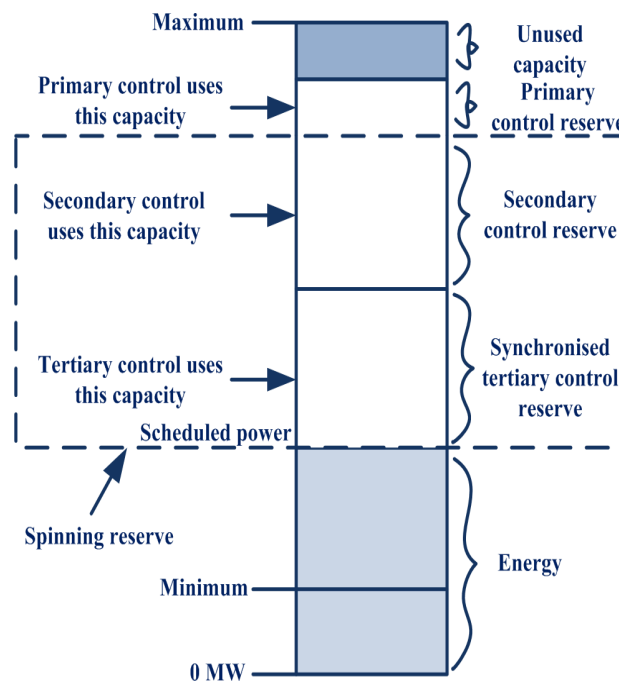 Maximum
Unused
capacity
Primary control uses
this capacity
Primary
control reserve
Secondary control
uses this capacity
Secondary
control reserve
Tertiary control uses
this capacity
Synchronised
tertiary control
reserve
Scheduled power
Spinning reserve
Energy
Minimum
0 MW